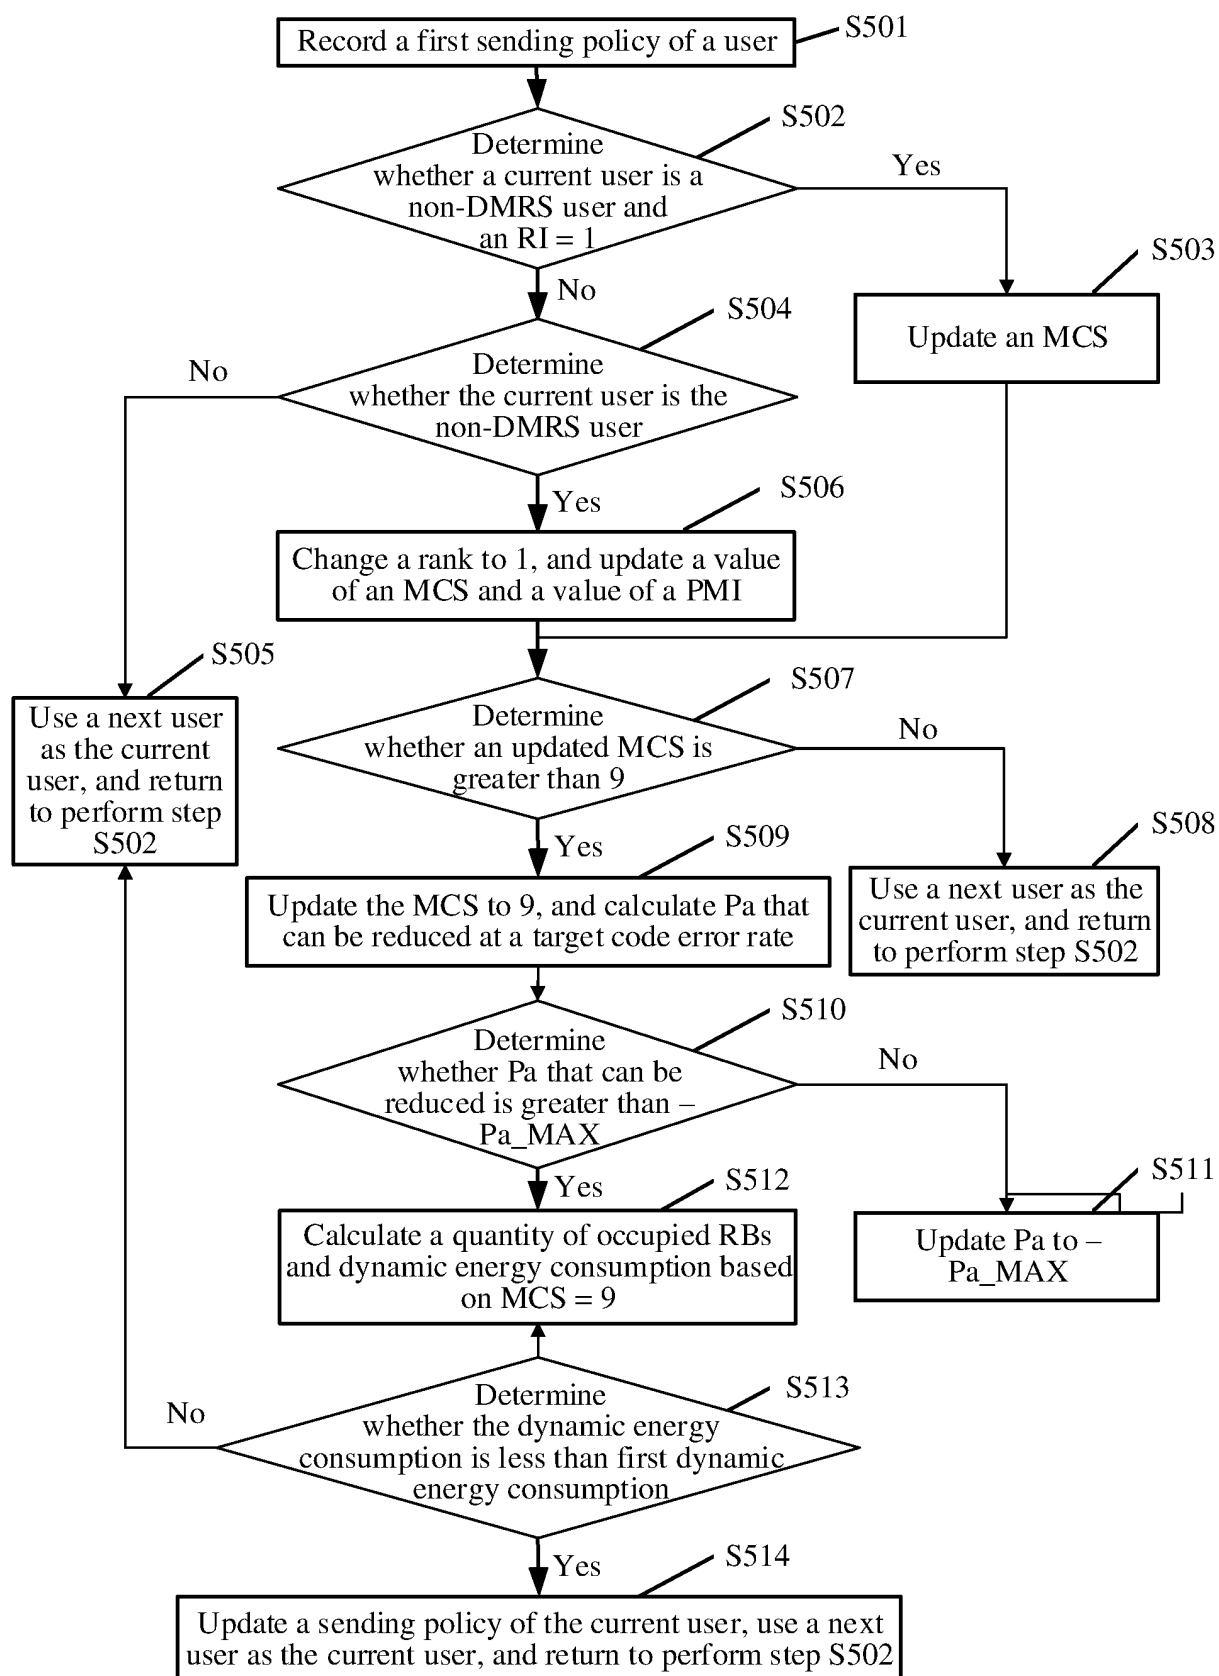 Record a first sending policy of a user
S501
S502
Determine
whether a current user is a
non-DMRS user and
an RI = 1
Yes
No
S503
Update an MCS
S504
Determine
whether the current user is the
non-DMRS user
No
Yes
S506
Change a rank to 1, and update a value
of an MCS and a value of a PMI
S505
Use a next user
as the current
user, and return
to perform step
S502
S507
Determine
whether an updated MCS is
greater than 9
No
Yes
S508
Use a next user as the
current user, and return
to perform step S502
S509
Update the MCS to 9, and calculate Pa that
can be reduced at a target code error rate
S510
Determine
whether Pa that can be
reduced is greater than –
Pa_MAX
No
Yes
S511
Update Pa to –
Pa_MAX
S512
Calculate a quantity of occupied RBs
and dynamic energy consumption based
on MCS = 9
S513
Determine
whether the dynamic energy
consumption is less than first dynamic
energy consumption
No
Yes
S514
Update a sending policy of the current user, use a next
user as the current user, and return to perform step S502